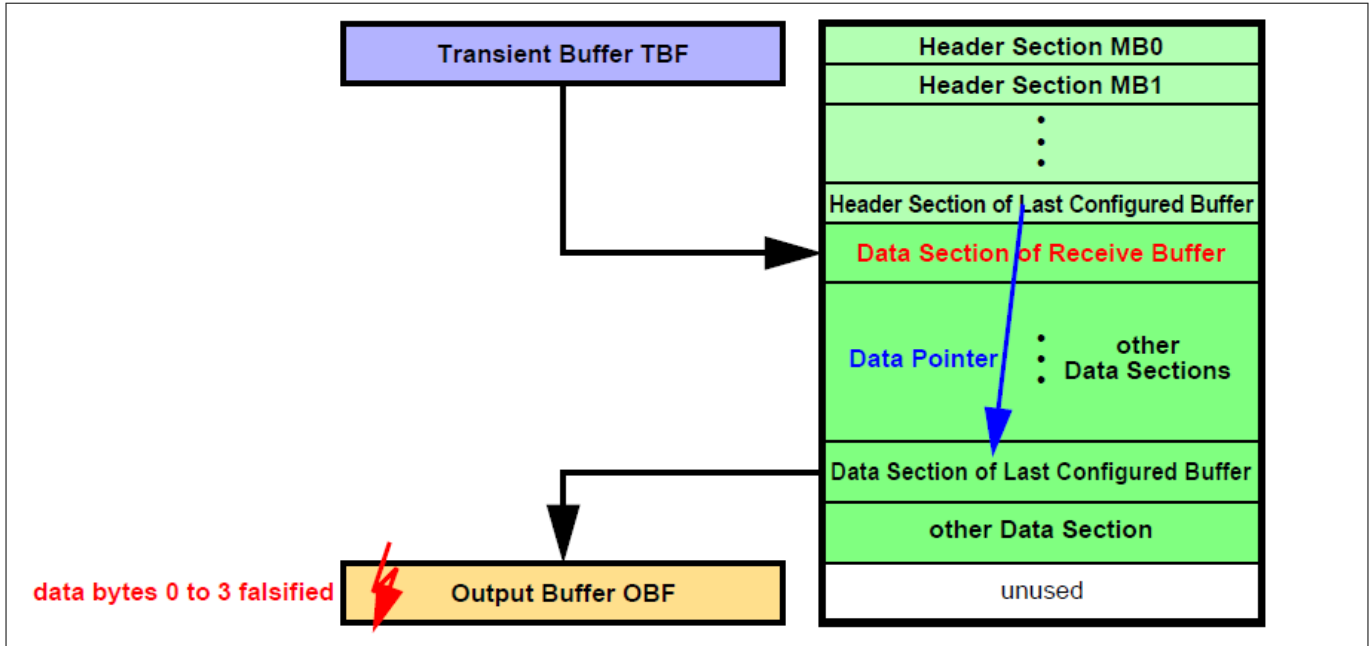 Transient Buffer TBF
Header Section MB0
Header Section MB1
Header Section of Last Configured Buffer
Data Section of Receive Buffer
Data Pointer
other
Data Sections
Data Section of Last Configured Buffer
other Data Section
data bytes 0 to 3 falsified
Output Buffer OBF
unused